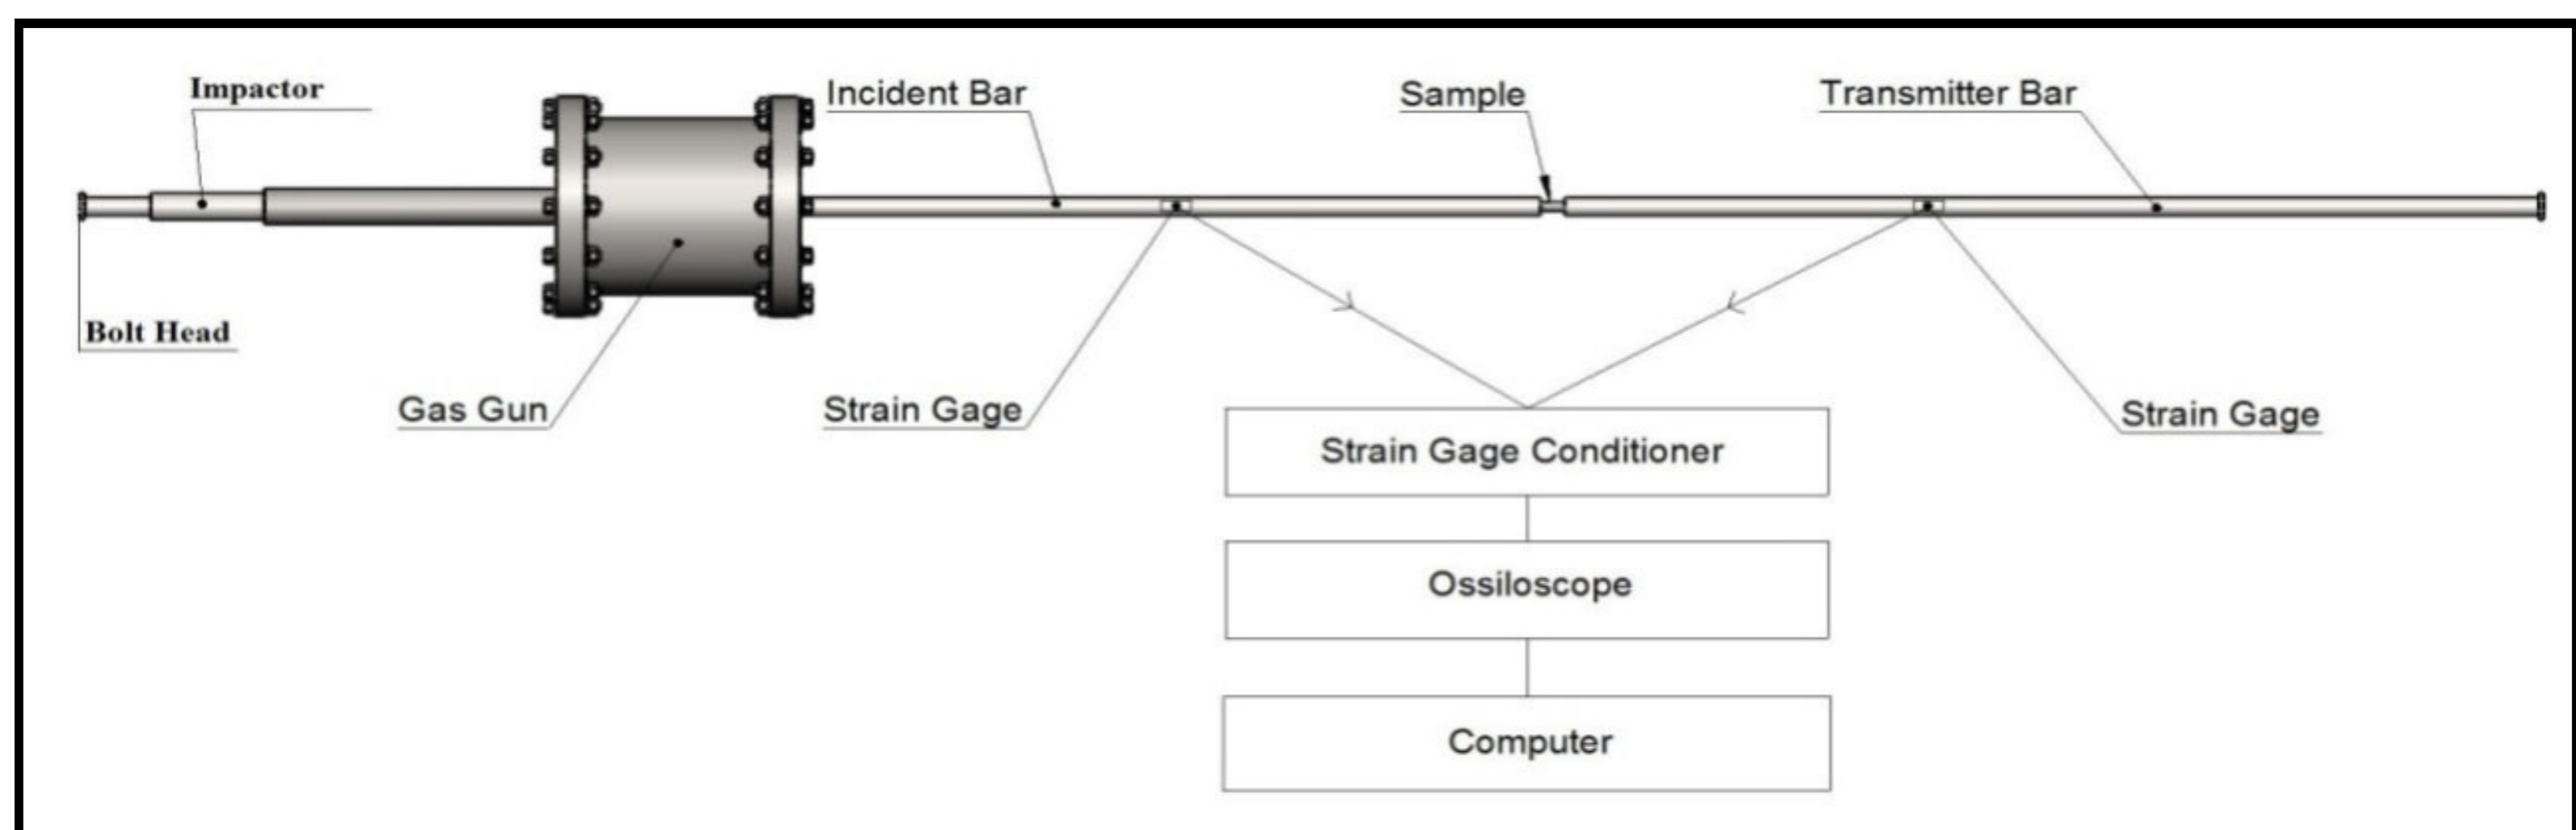 Impactor
Incident Bar
Sample
Transmitter Bar
Bolt Head
Gas Gun
Strain Gage
Strain Gage
Strain Gage Conditioner
Ossiloscope
Computer